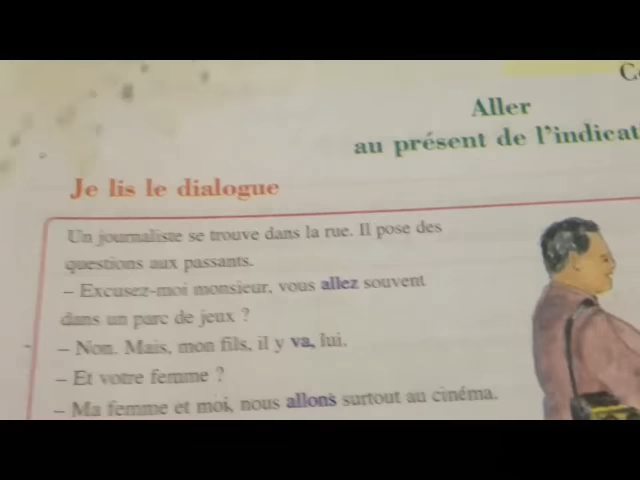 Aller
au présent de l'indicat
Je lis le dialogue
Un journaliste se trouve dans la rue. Il pose des
questions aux passants.
– Excusez-moi monsieur, vous allez souvent
dans un parc de jeux ?
– Non. Mais, mon fils, il y va, lui.
– Et votre femme ?
– Ma femme et moi, nous allons surtout au cinéma.